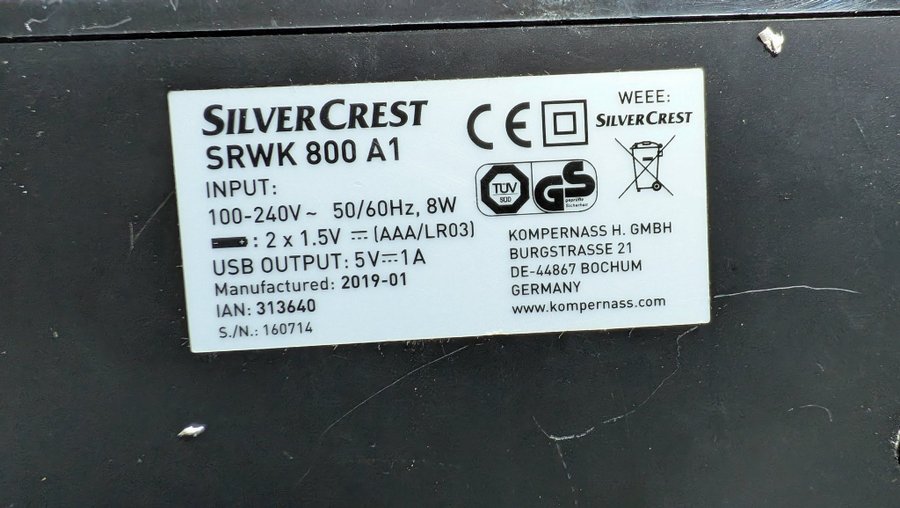 SILVERCREST
SRWK 800 A1
INPUT:
100-240V ~ 50/60Hz, 8W
: 2 x 1.5V ⎓ (AAA/LR03)
USB OUTPUT: 5V⎓1A
Manufactured: 2019-01
IAN: 313640
S./N.: 160714
CE
WEEE:
SILVERCREST
TÜV
SÜD
GS
geprüfte
Sicherheit
KOMPERNASS H. GMBH
BURGSTRASSE 21
DE-44867 BOCHUM
GERMANY
www.kompernass.com